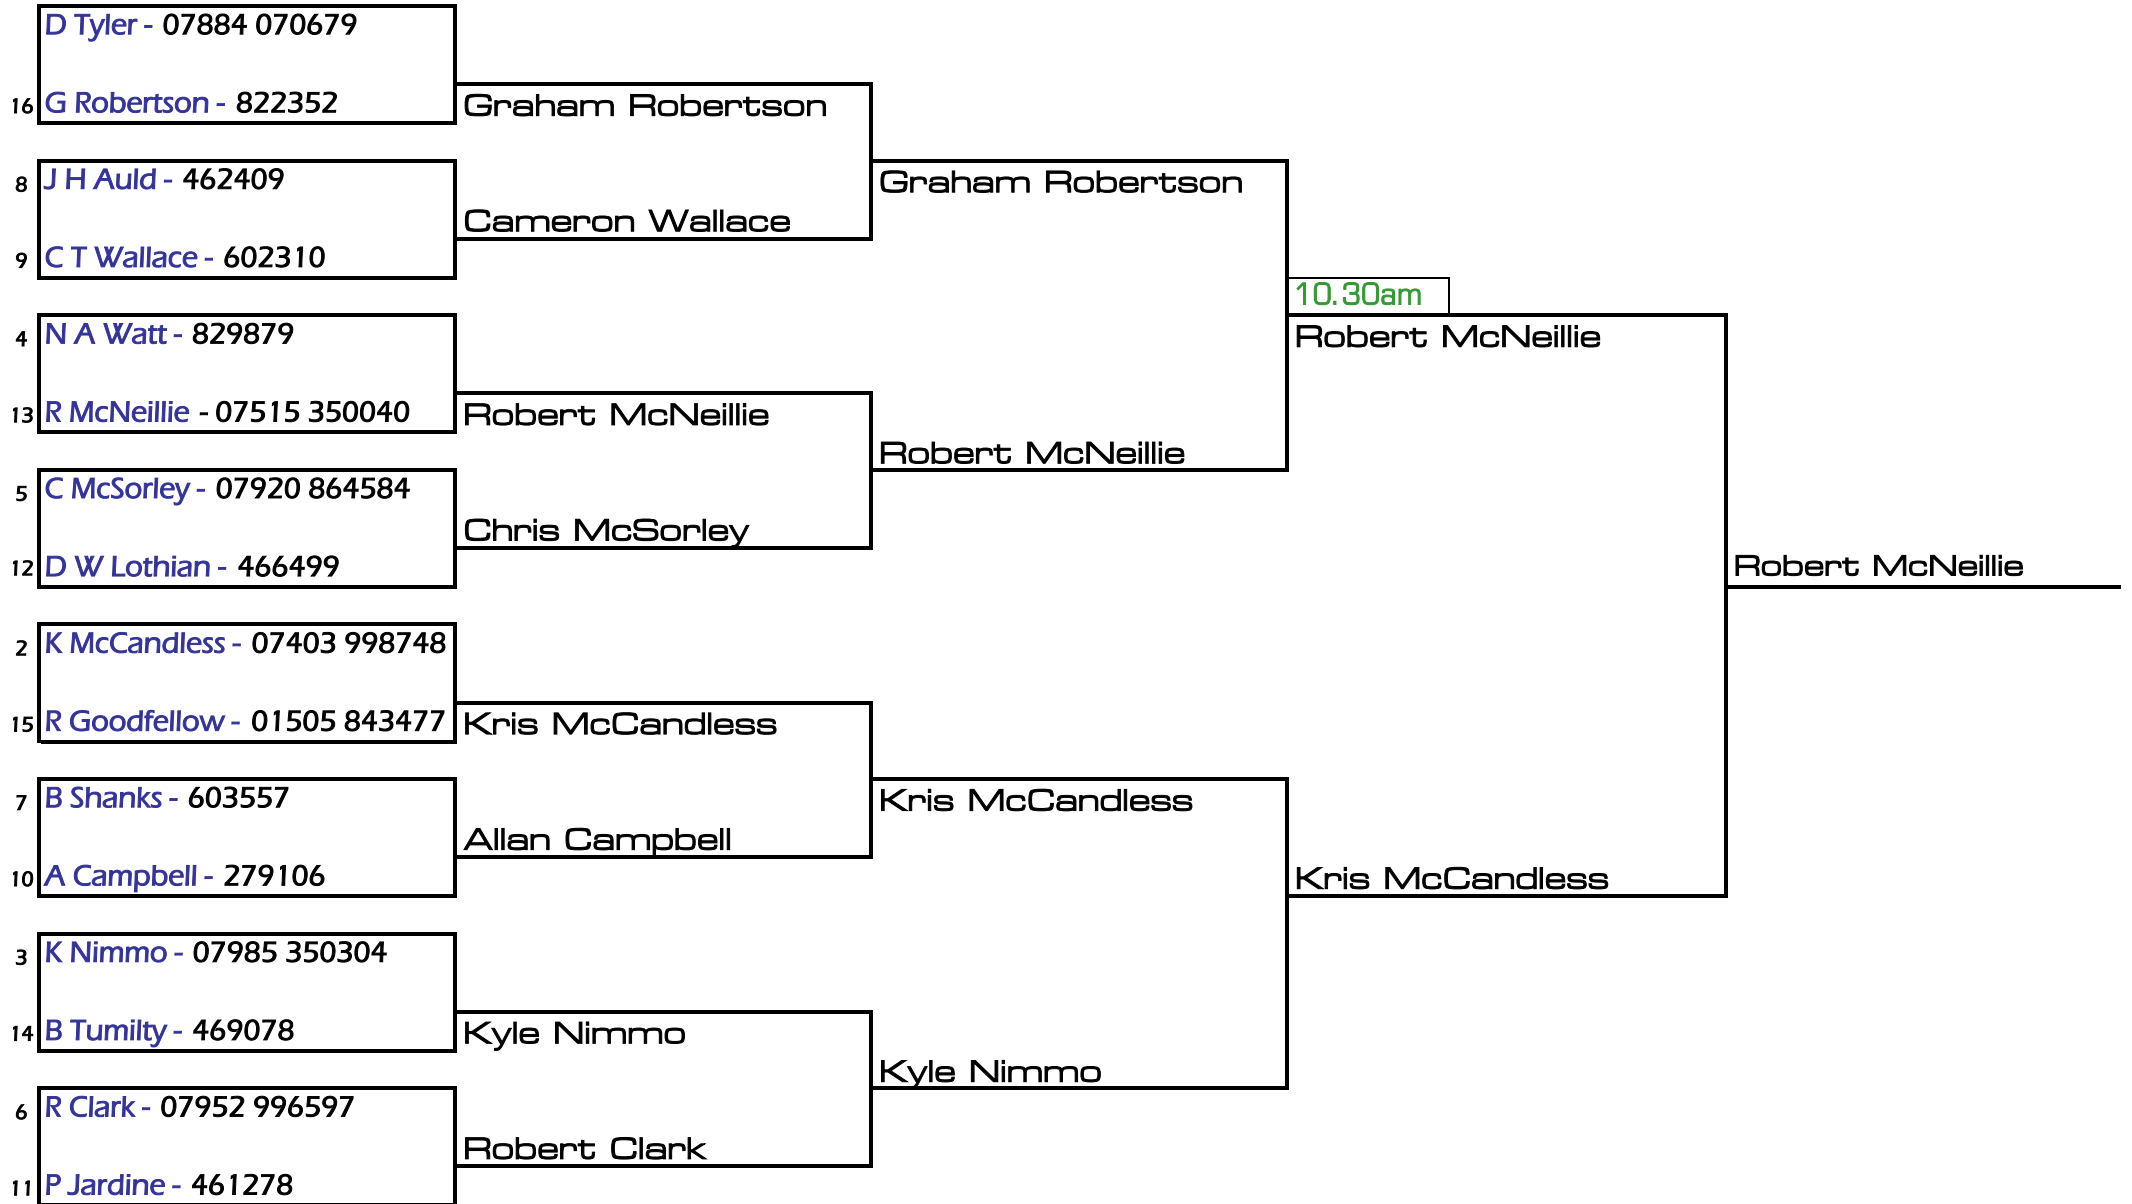 D Tyler - 07884 070679
16 G Robertson - 822352
Graham Robertson
8 J H Auld - 462409
Graham Robertson
Cameron Wallace
9 C T Wallace - 602310
10.30am
4 N A Watt - 829879
Robert McNeillie
13 R McNeillie - 07515 350040
Robert McNeillie
Robert McNeillie
5 C McSorley - 07920 864584
Chris McSorley
12 D W Lothian - 466499
Robert McNeillie
2 K McCandless - 07403 998748
15 R Goodfellow - 01505 843477
Kris McCandless
7 B Shanks - 603557
Kris McCandless
Allan Campbell
10 A Campbell - 279106
Kris McCandless
3 K Nimmo - 07985 350304
14 B Tumilty - 469078
Kyle Nimmo
Kyle Nimmo
6 R Clark - 07952 996597
Robert Clark
11 P Jardine - 461278